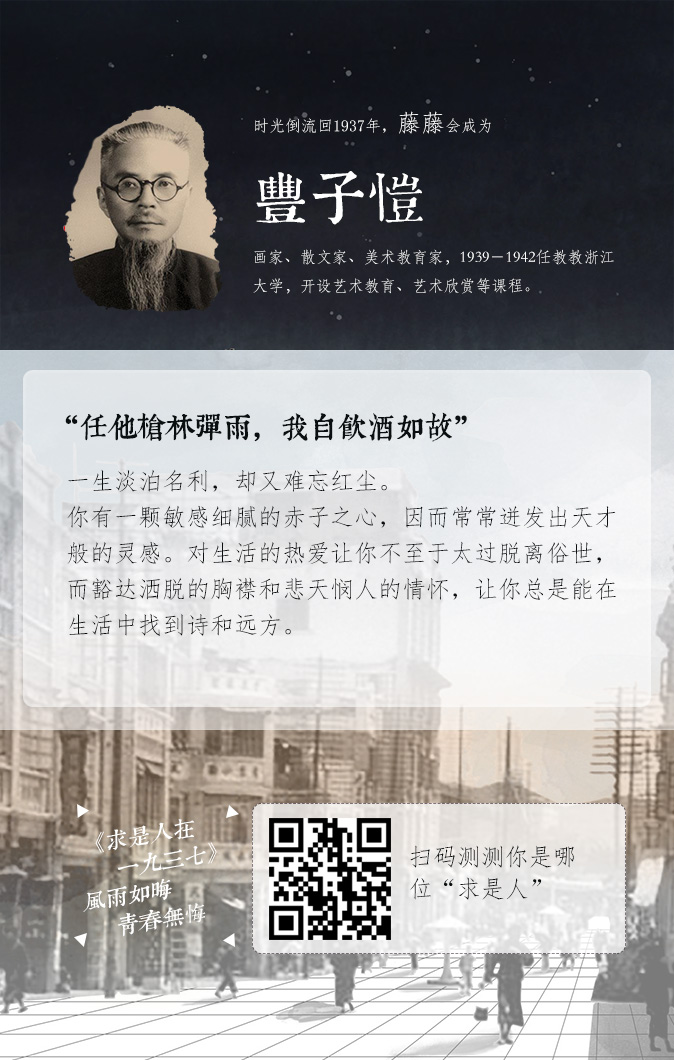 时光倒流回1937年，藤藤会成为
豐子愷
画家、散文家、美术教育家，1939－1942任教教浙江
大学，开设艺术教育、艺术欣赏等课程。
“任他槍林彈雨，我自飲酒如故”
一生淡泊名利，却又难忘红尘。
你有一颗敏感细腻的赤子之心，因而常常迸发出天才
般的灵感。对生活的热爱让你不至于太过脱离俗世，
而豁达洒脱的胸襟和悲天悯人的情怀，让你总是能在
生活中找到诗和远方。
《求是人在
一九三七》
風雨如晦
青春無悔
扫码测测你是哪
位“求是人”